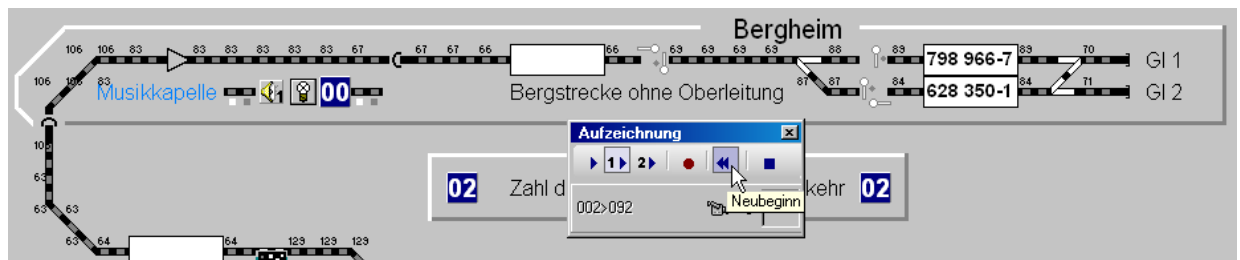 Bergheim
106 106 83 83 83 83 83 83 67 67 67 66 66 69 69 69 69 88 89 798 966-7 89 70 Gl 1
106 106 83 Musikkapelle 00 Bergstrecke ohne Oberleitung 87 87 84 628 350-1 84 71 Gl 2
Aufzeichnung
1 2
02 Zahl d kehr 02
002>092 Neubeginn
63
63 63
63 64 64 129 129 129